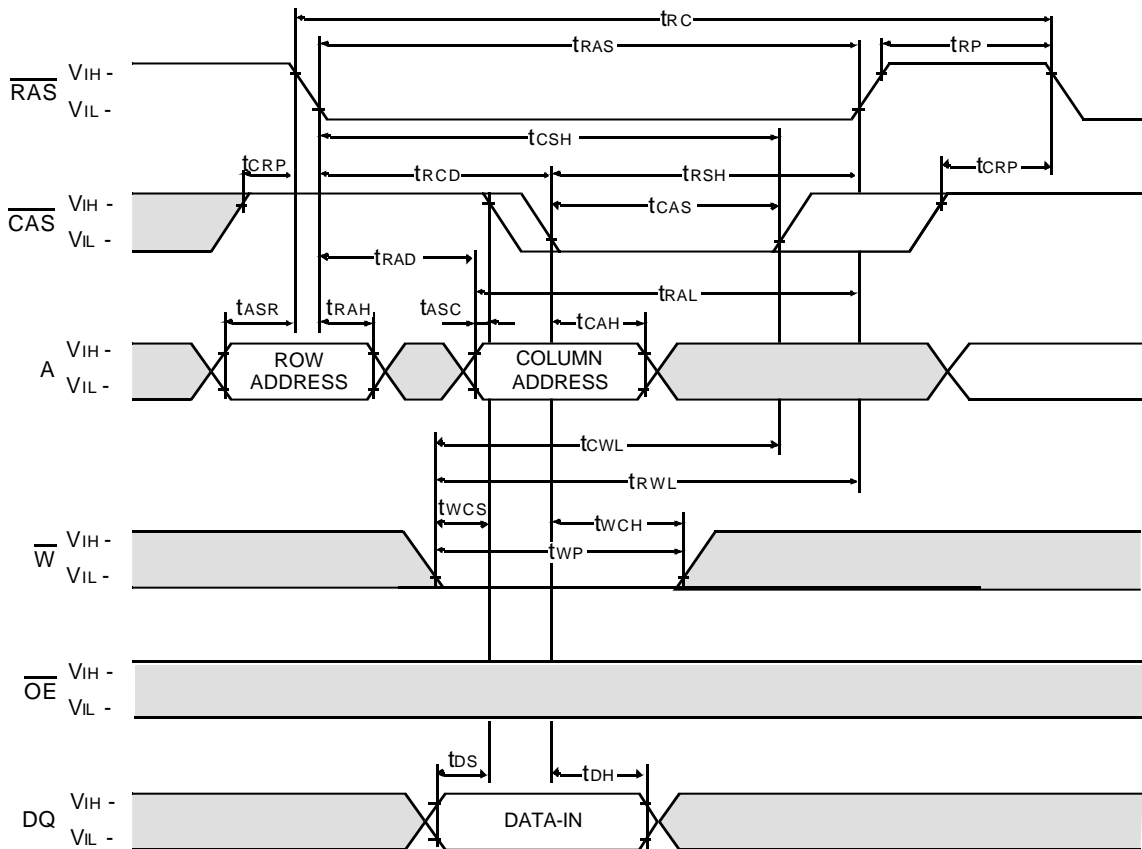 tRC
tRAS tRP
RAS VIH -
VIL -
tCSH
tCRP tRCD tRSH tCRP
CAS VIH -
VIL -
tCAS
tRAD
tRAL
tASR tRAH tASC tCAH
A VIH -
VIL -
ROW ADDRESS
COLUMN ADDRESS
tCWL
tRWL
tWCS tWCH
W VIH -
VIL -
tWP
OE VIH -
VIL -
tDS tDH
DQ VIH -
VIL -
DATA-IN